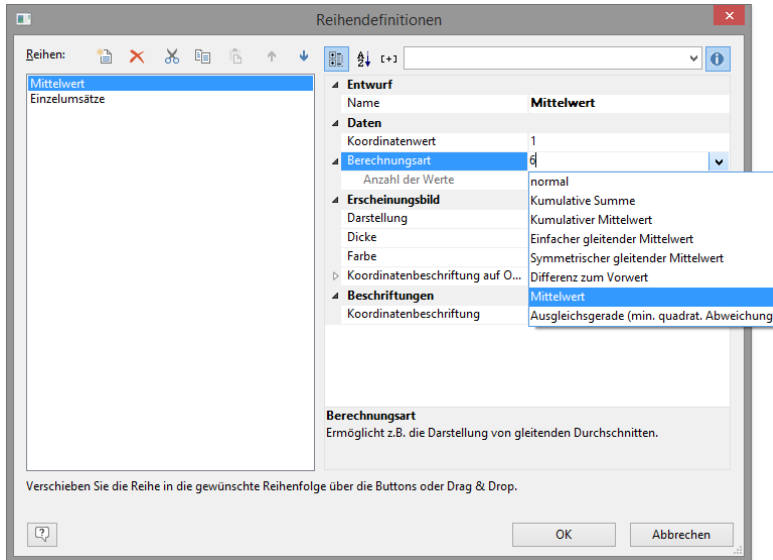 Reihendefinitionen
Reihen:
Mittelwert
Einzelumsätze
Entwurf
Name Mittelwert
Daten
Koordinatenwert 1
Berechnungsart 6
Anzahl der Werte
Erscheinungsbild
Darstellung
Dicke
Farbe
Koordinatenbeschriftung auf O...
Beschriftungen
Koordinatenbeschriftung
normal
Kumulative Summe
Kumulativer Mittelwert
Einfacher gleitender Mittelwert
Symmetrischer gleitender Mittelwert
Differenz zum Vorwert
Mittelwert
Ausgleichsgerade (min. quadrat. Abweichung
Berechnungsart
Ermöglicht z.B. die Darstellung von gleitenden Durchschnitten.
Verschieben Sie die Reihe in die gewünschte Reihenfolge über die Buttons oder Drag & Drop.
OK Abbrechen